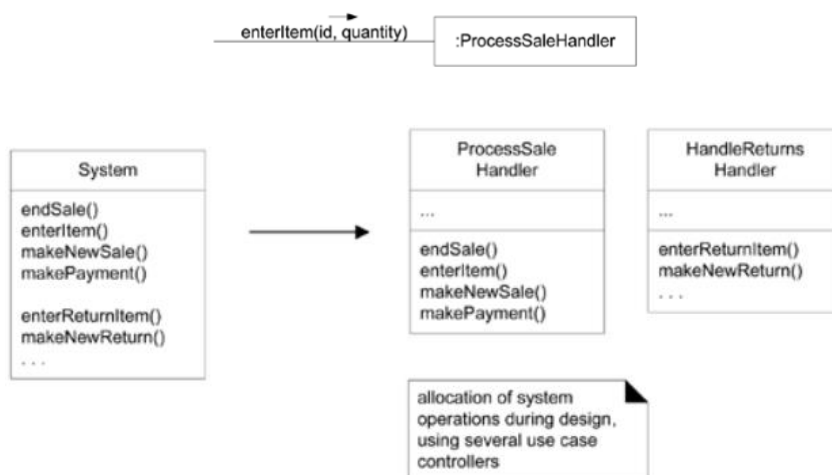 enterItem(id, quantity)
:ProcessSaleHandler
System
endSale()
enterItem()
makeNewSale()
makePayment()
enterReturnItem()
makeNewReturn()
. . .
ProcessSale
Handler
...
endSale()
enterItem()
makeNewSale()
makePayment()
HandleReturns
Handler
...
enterReturnItem()
makeNewReturn()
. . .
allocation of system
operations during design,
using several use case
controllers